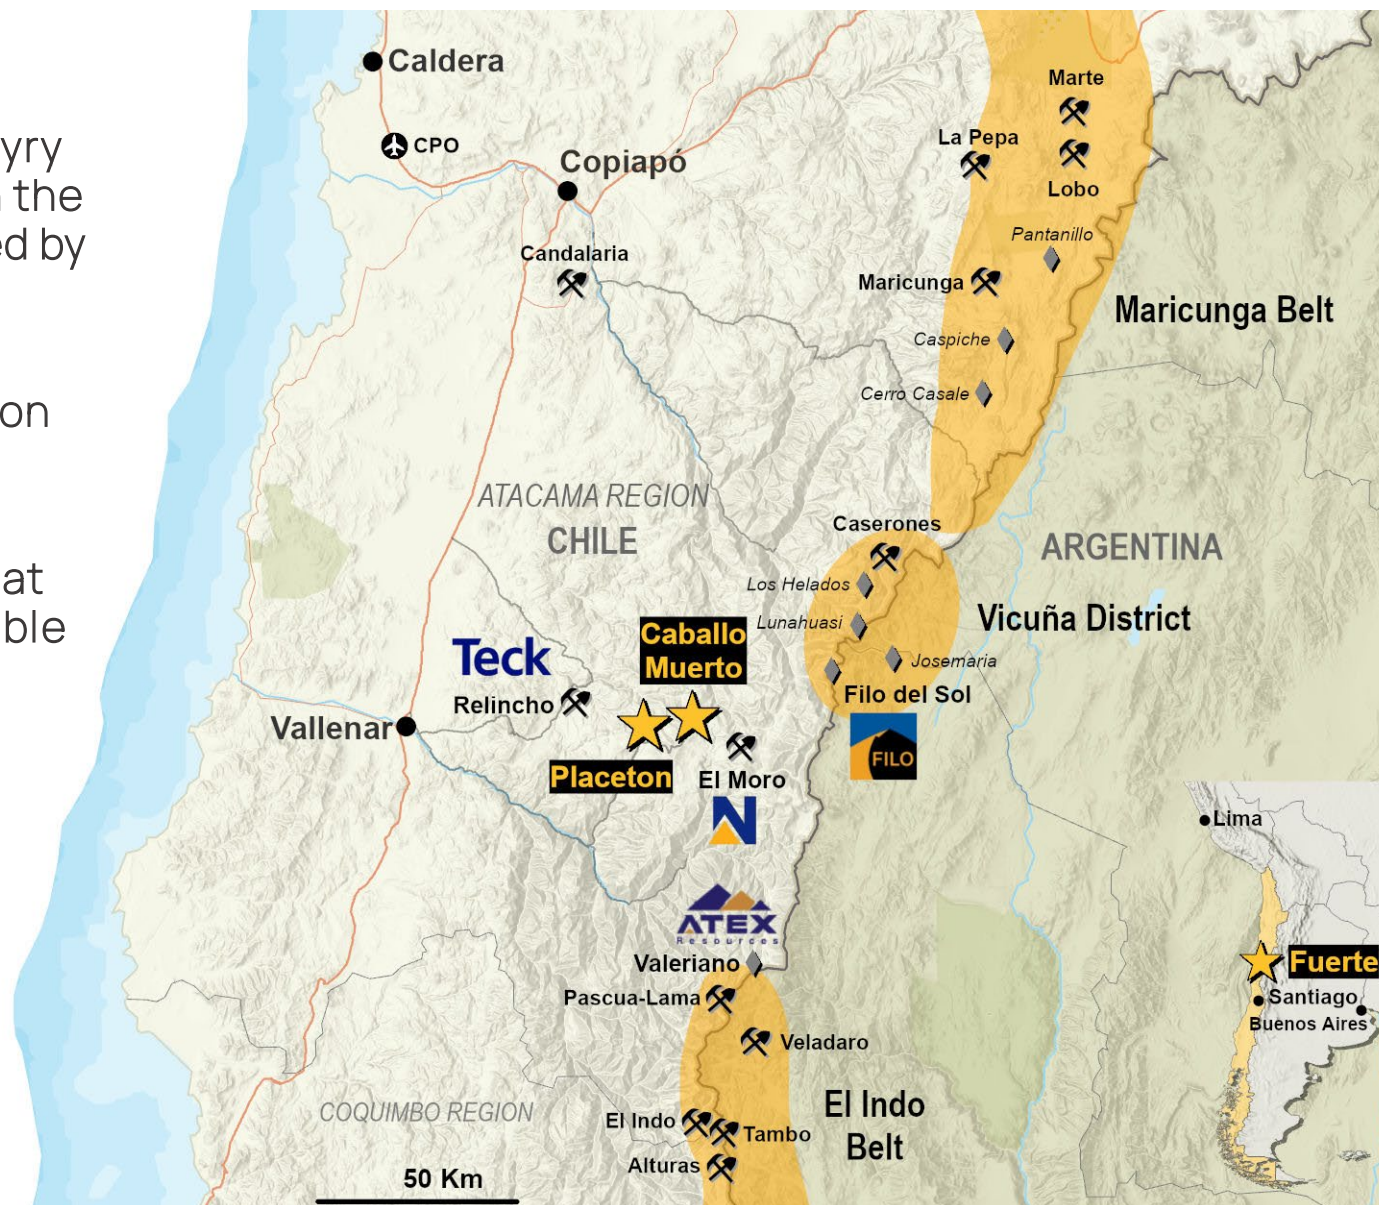 yry
the
ed by
on
at
ble
Caldera
CPO
Copiapó
Candalaria
Marte
La Pepa
Lobo
Pantanillo
Maricunga
Maricunga Belt
Caspiche
Cerro Casale
ATACAMA REGION
CHILE
Caserones
ARGENTINA
Los Helados
Lunahuasi
Vicuña District
Josemaria
Filo del Sol
FILO
Teck
Relincho
Caballo
Muerto
Vallenar
Placeton
El Moro
N
ATEX
Resources
Valeriano
Pascua-Lama
Veladaro
El Indo
Belt
COQUIMBO REGION
El Indo
Tambo
Alturas
50 Km
Lima
Fuerte
Santiago
Buenos Aires